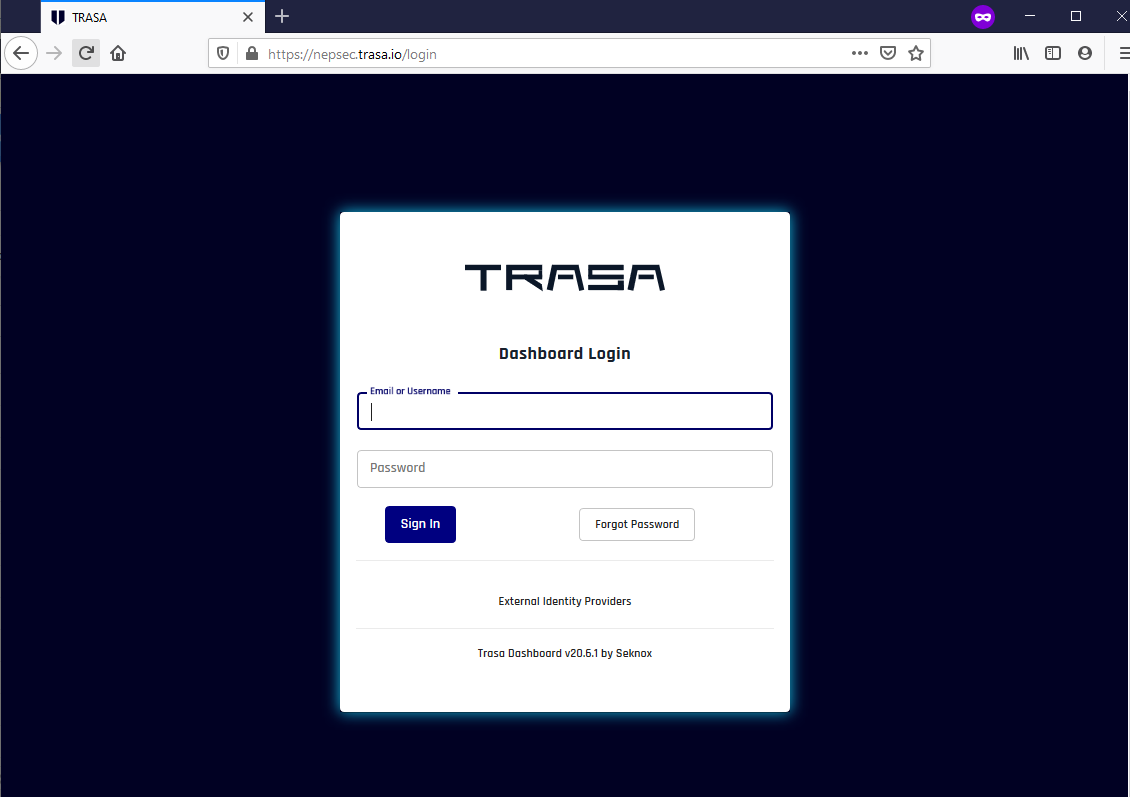 TRASA
https://nepsec.trasa.io/login
TRASA
Dashboard Login
Email or Username
Password
Sign In
Forgot Password
External Identity Providers
Trasa Dashboard v20.6.1 by Seknox